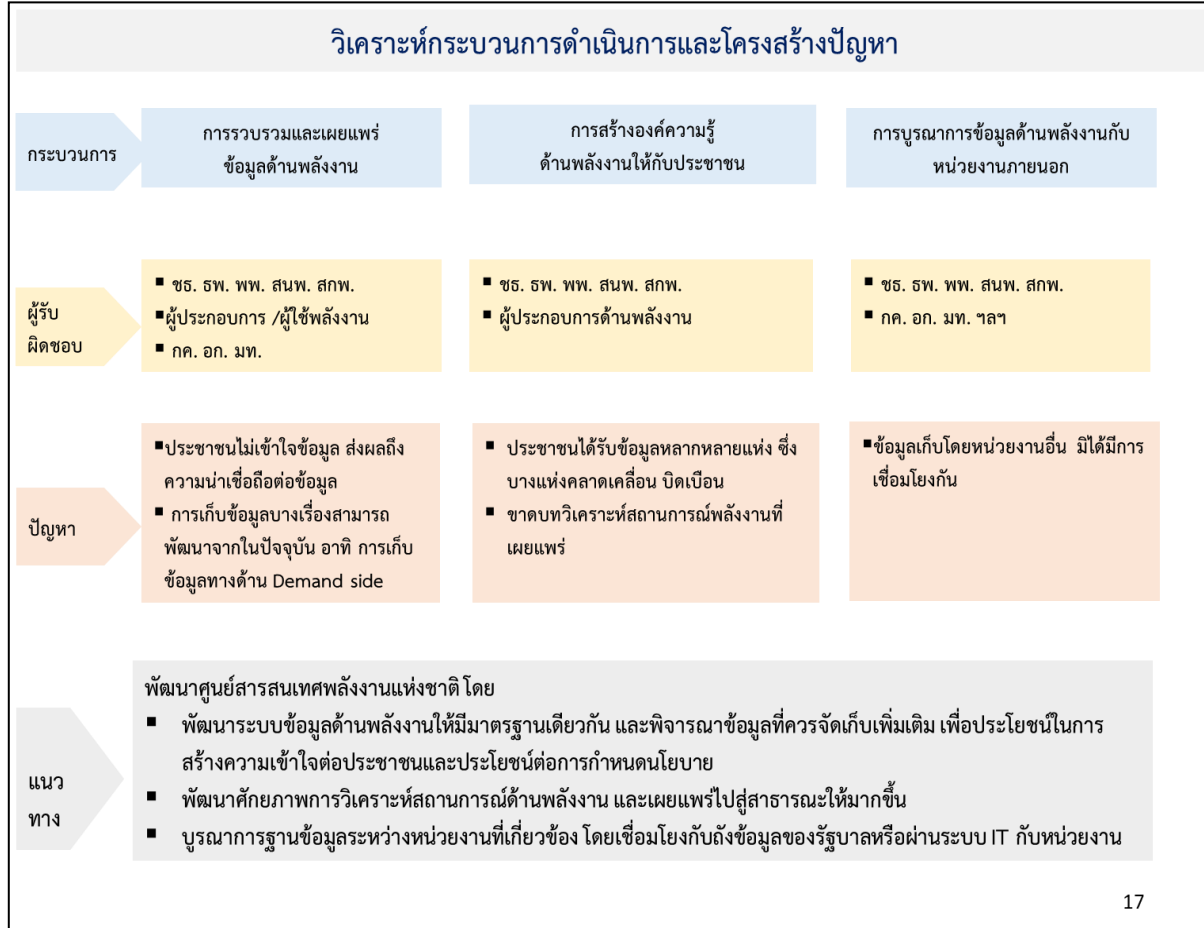 วิเคราะห์กระบวนการดำเนินการและโครงสร้างปัญหา
กระบวนการ
การรวบรวมและเผยแพร่
ข้อมูลด้านพลังงาน
การสร้างองค์ความรู้
ด้านพลังงานให้กับประชาชน
การบูรณาการข้อมูลด้านพลังงานกับ
หน่วยงานภายนอก
ผู้รับ
ผิดชอบ
▪ ชธ. ธพ. พพ. สนพ. สกพ.
▪ผู้ประกอบการ /ผู้ใช้พลังงาน
▪ กค. อก. มท.
▪ ชธ. ธพ. พพ. สนพ. สกพ.
▪ ผู้ประกอบการด้านพลังงาน
▪ ชธ. ธพ. พพ. สนพ. สกพ.
▪ กค. อก. มท. ฯลฯ
ปัญหา
▪ประชาชนไม่เข้าใจข้อมูล ส่งผลถึง
ความน่าเชื่อถือต่อข้อมูล
▪ การเก็บข้อมูลบางเรื่องสามารถ
พัฒนาจากในปัจจุบัน อาทิ การเก็บ
ข้อมูลทางด้าน Demand side
▪ ประชาชนได้รับข้อมูลหลากหลายแห่ง ซึ่ง
บางแห่งคลาดเคลื่อน บิดเบือน
▪ ขาดบทวิเคราะห์สถานการณ์พลังงานที่
เผยแพร่
▪ข้อมูลเก็บโดยหน่วยงานอื่น มิได้มีการ
เชื่อมโยงกัน
แนว
ทาง
พัฒนาศูนย์สารสนเทศพลังงานแห่งชาติ โดย
▪ พัฒนาระบบข้อมูลด้านพลังงานให้มีมาตรฐานเดียวกัน และพิจารณาข้อมูลที่ควรจัดเก็บเพิ่มเติม เพื่อประโยชน์ในการ
สร้างความเข้าใจต่อประชาชนและประโยชน์ต่อการกำหนดนโยบาย
▪ พัฒนาศักยภาพการวิเคราะห์สถานการณ์ด้านพลังงาน และเผยแพร่ไปสู่สาธารณะให้มากขึ้น
▪ บูรณาการฐานข้อมูลระหว่างหน่วยงานที่เกี่ยวข้อง โดยเชื่อมโยงกับถังข้อมูลของรัฐบาลหรือผ่านระบบ IT กับหน่วยงาน
17